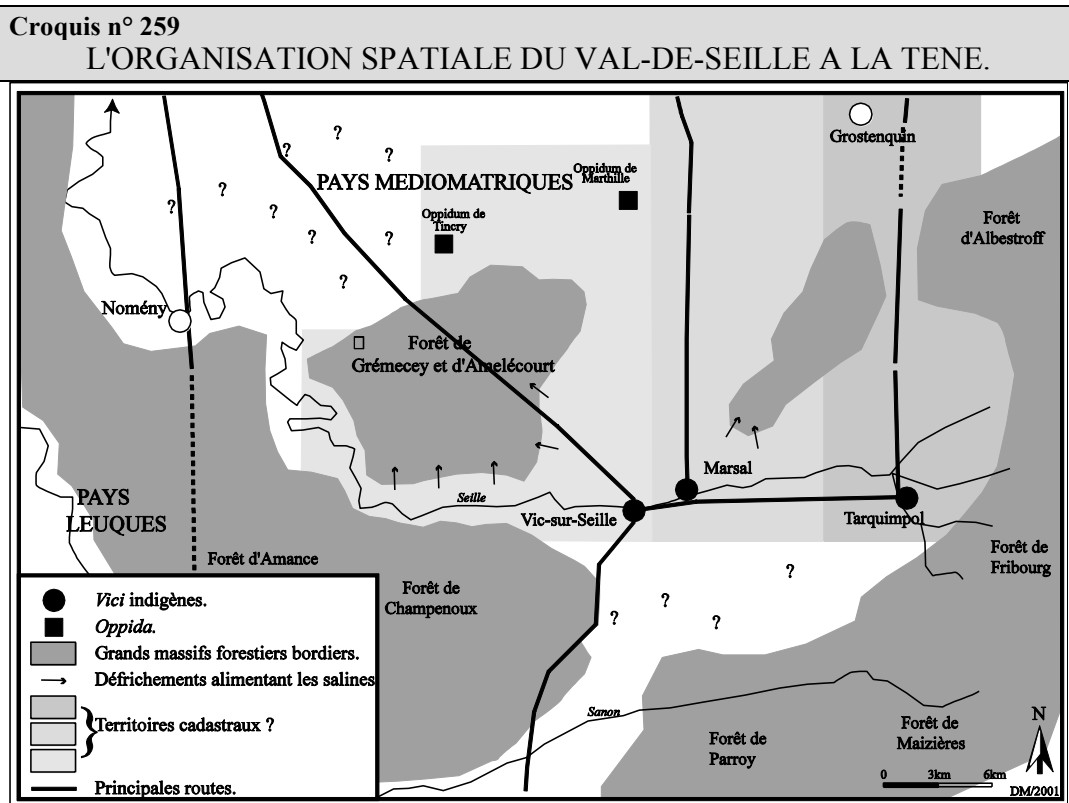 Croquis n° 259
L'ORGANISATION SPATIALE DU VAL-DE-SEILLE A LA TENE.
Grostenquin
?
?
?
Oppidum de
Marthille
PAYS MEDIOMATRIQUES
?
?
?
Oppidum de
Tincry
Forêt
d'Albestroff
?
?
?
Nomény
Forêt de
Grémecey et d'Amelécourt
Marsal
PAYS
LEUQUES
Seille
Vic-sur-Seille
Tarquimpol
Forêt d'Amance
Forêt de
Fribourg
Forêt de
Champenoux
?
?
?
?
Vici indigènes.
Oppida.
Grands massifs forestiers bordiers.
Défrichements alimentant les salines
Territoires cadastraux ?
Principales routes.
Sanon
Forêt de
Parroy
Forêt de
Maizières
N
0 3km 6km
DM/2001